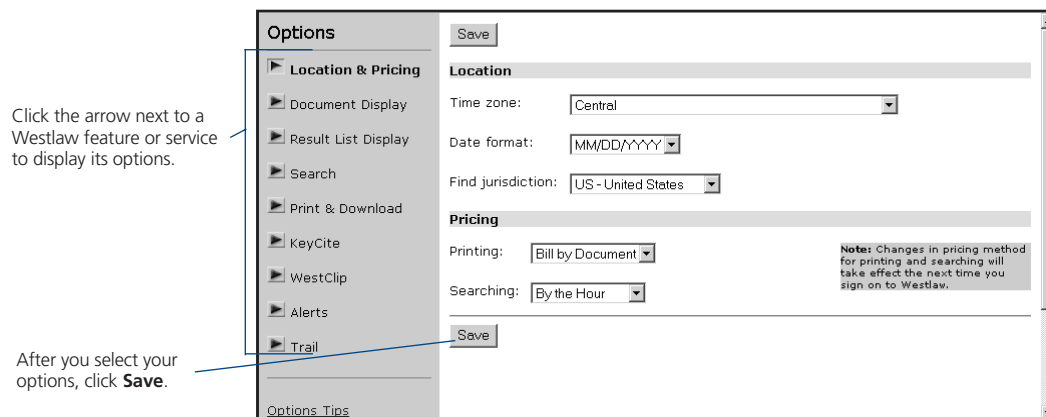 Options
Location & Pricing
Document Display
Result List Display
Search
Print & Download
KeyCite
WestClip
Alerts
Trail
Options Tips
Click the arrow next to a
Westlaw feature or service
to display its options.
After you select your
options, click Save.
Save
Location
Time zone: Central
Date format: MM/DD/YYYY
Find jurisdiction: US - United States
Pricing
Printing: Bill by Document
Searching: By the Hour
Note: Changes in pricing method
for printing and searching will
take effect the next time you
sign on to Westlaw.
Save